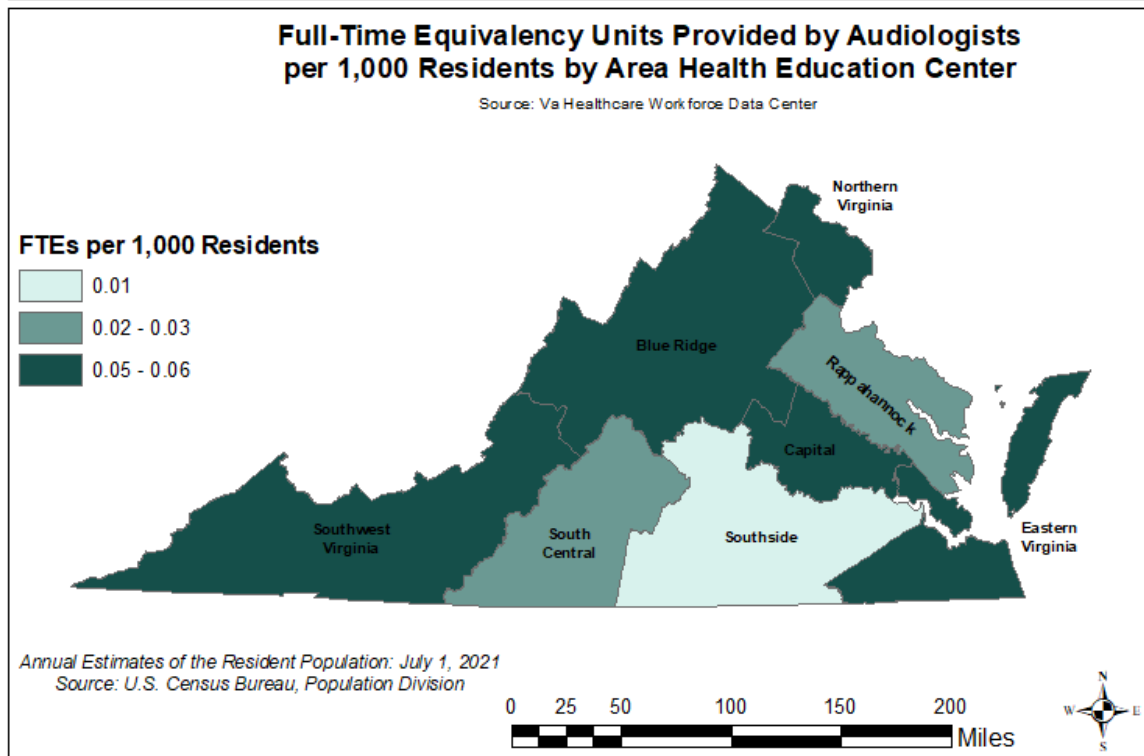 Full-Time Equivalency Units Provided by Audiologists
per 1,000 Residents by Area Health Education Center
Source: Va Healthcare Workforce Data Center
Northern
Virginia
FTEs per 1,000 Residents
0.01
0.02 - 0.03
0.05 - 0.06
Blue Ridge
Rappahannock
Capital
Southwest
Virginia
South
Central
Southside
Eastern
Virginia
Annual Estimates of the Resident Population: July 1, 2021
Source: U.S. Census Bureau, Population Division
0 25 50 100 150 200
Miles
N
W E
S